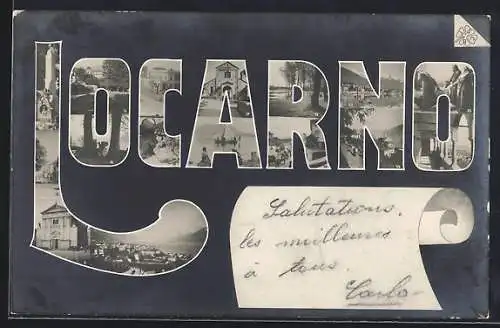 LOCARNO
Salutations,
les meilleures
à tous.
Carlo